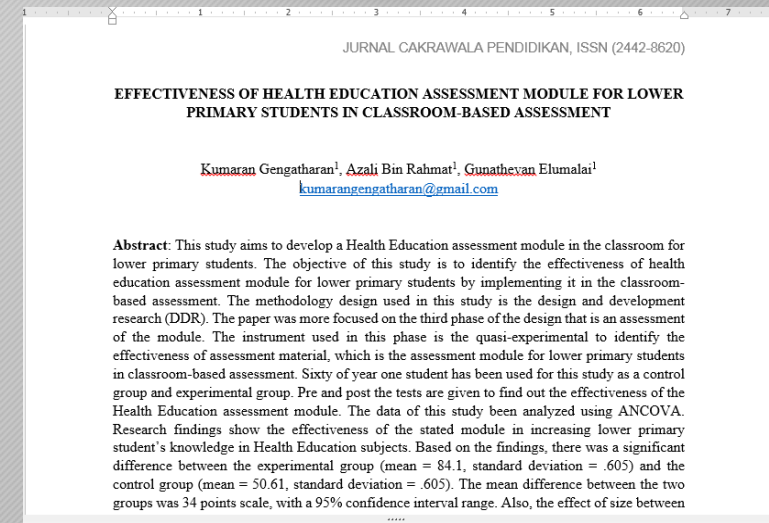 1 1 2 3 4 5 6 7
JURNAL CAKRAWALA PENDIDIKAN, ISSN (2442-8620)
EFFECTIVENESS OF HEALTH EDUCATION ASSESSMENT MODULE FOR LOWER
PRIMARY STUDENTS IN CLASSROOM-BASED ASSESSMENT
Kumaran Gengatharan¹, Azali Bin Rahmat¹, Gunathevan Elumalai¹
kumarangengatharan@gmail.com
Abstract: This study aims to develop a Health Education assessment module in the classroom for
lower primary students. The objective of this study is to identify the effectiveness of health
education assessment module for lower primary students by implementing it in the classroom-
based assessment. The methodology design used in this study is the design and development
research (DDR). The paper was more focused on the third phase of the design that is an assessment
of the module. The instrument used in this phase is the quasi-experimental to identify the
effectiveness of assessment material, which is the assessment module for lower primary students
in classroom-based assessment. Sixty of year one student has been used for this study as a control
group and experimental group. Pre and post the tests are given to find out the effectiveness of the
Health Education assessment module. The data of this study been analyzed using ANCOVA.
Research findings show the effectiveness of the stated module in increasing lower primary
student’s knowledge in Health Education subjects. Based on the findings, there was a significant
difference between the experimental group (mean = 84.1, standard deviation = .605) and the
control group (mean = 50.61, standard deviation = .605). The mean difference between the two
groups was 34 points scale, with a 95% confidence interval range. Also, the effect of size between